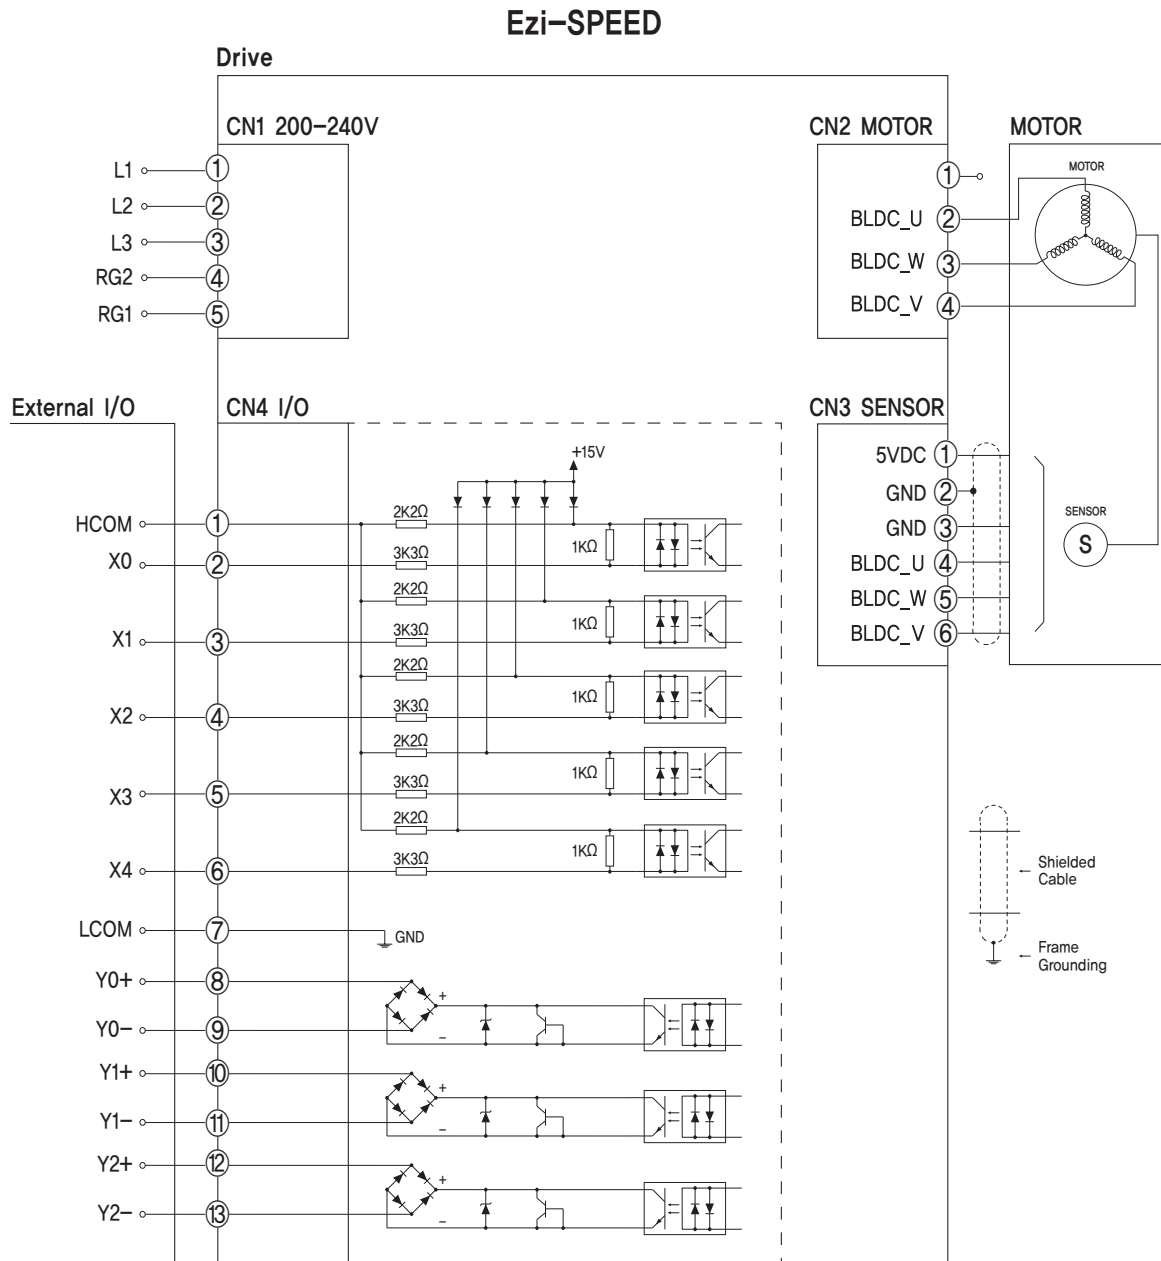 Ezi-SPEED
Drive
CN1 200-240V
CN2 MOTOR
MOTOR
L1
1
L2
2
L3
3
RG2
4
RG1
5
1
BLDC_U
2
BLDC_W
3
BLDC_V
4
MOTOR
External I/O
CN4 I/O
CN3 SENSOR
+15V
HCOM
1
2K2Ω
X0
2
3K3Ω
1KΩ
2K2Ω
X1
3
3K3Ω
1KΩ
2K2Ω
X2
4
3K3Ω
1KΩ
2K2Ω
X3
5
3K3Ω
1KΩ
2K2Ω
X4
6
3K3Ω
1KΩ
5VDC
1
GND
2
GND
3
BLDC_U
4
BLDC_W
5
BLDC_V
6
SENSOR
S
LCOM
7
GND
Y0+
8
Y0-
9
+
-
Y1+
10
Y1-
11
+
-
Y2+
12
Y2-
13
+
-
Shielded
Cable
Frame
Grounding